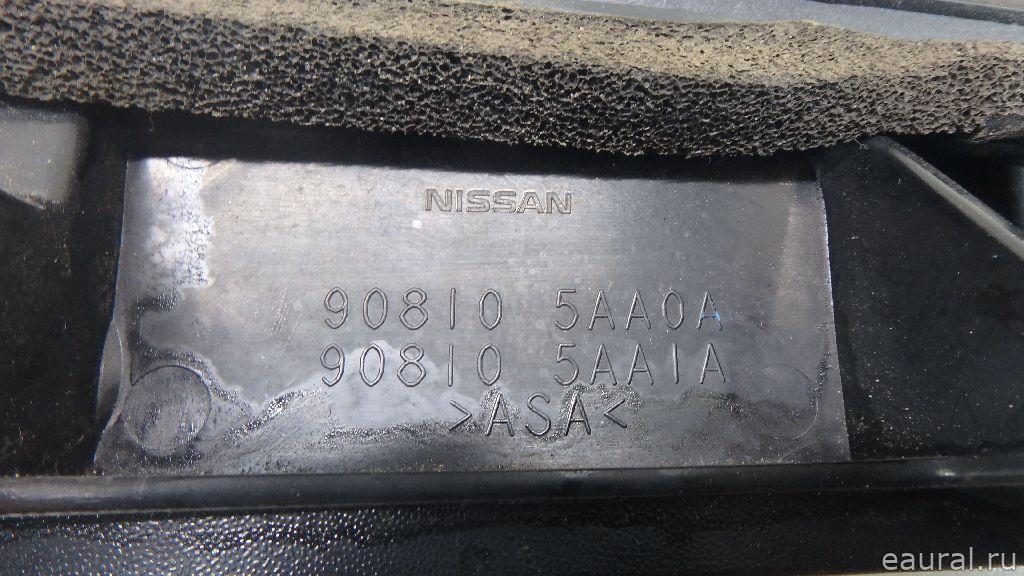 NISSAN
90810 5AA0A
90810 5AA1A
>ASA<
eaural.ru